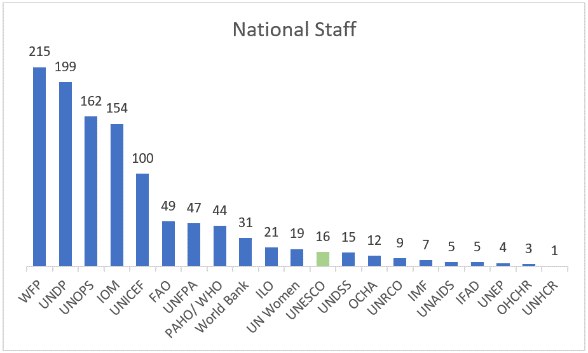 National Staff
215
199
162
154
100
49
47
44
31
21
19
16
15
12
9
7
5
5
4
3
1
WFP
UNDP
UNOPS
IOM
UNICEF
FAO
UNFPA
PAHO/ WHO
World Bank
ILO
UN Women
UNESCO
UNDSS
OCHA
UNRCO
IMF
UNAIDS
IFAD
UNEP
OHCHR
UNHCR